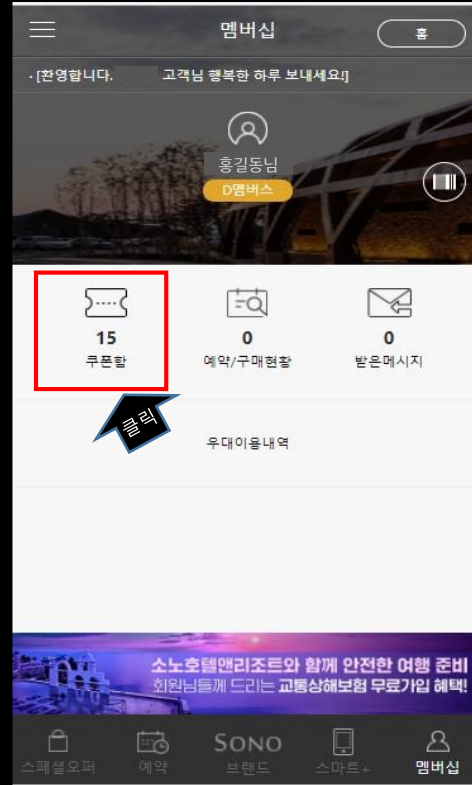 멤버십
홈
· [환영합니다. 고객님 행복한 하루 보내세요!]
홍길동님
D멤버스
15
쿠폰함
0
예약/구매현황
0
받은메시지
클릭
우대이용내역
소노호텔앤리조트와 함께 안전한 여행 준비
회원님들께 드리는 교통상해보험 무료가입 혜택!
스페셜오퍼
예약
SONO
브랜드
스마트+
멤버십